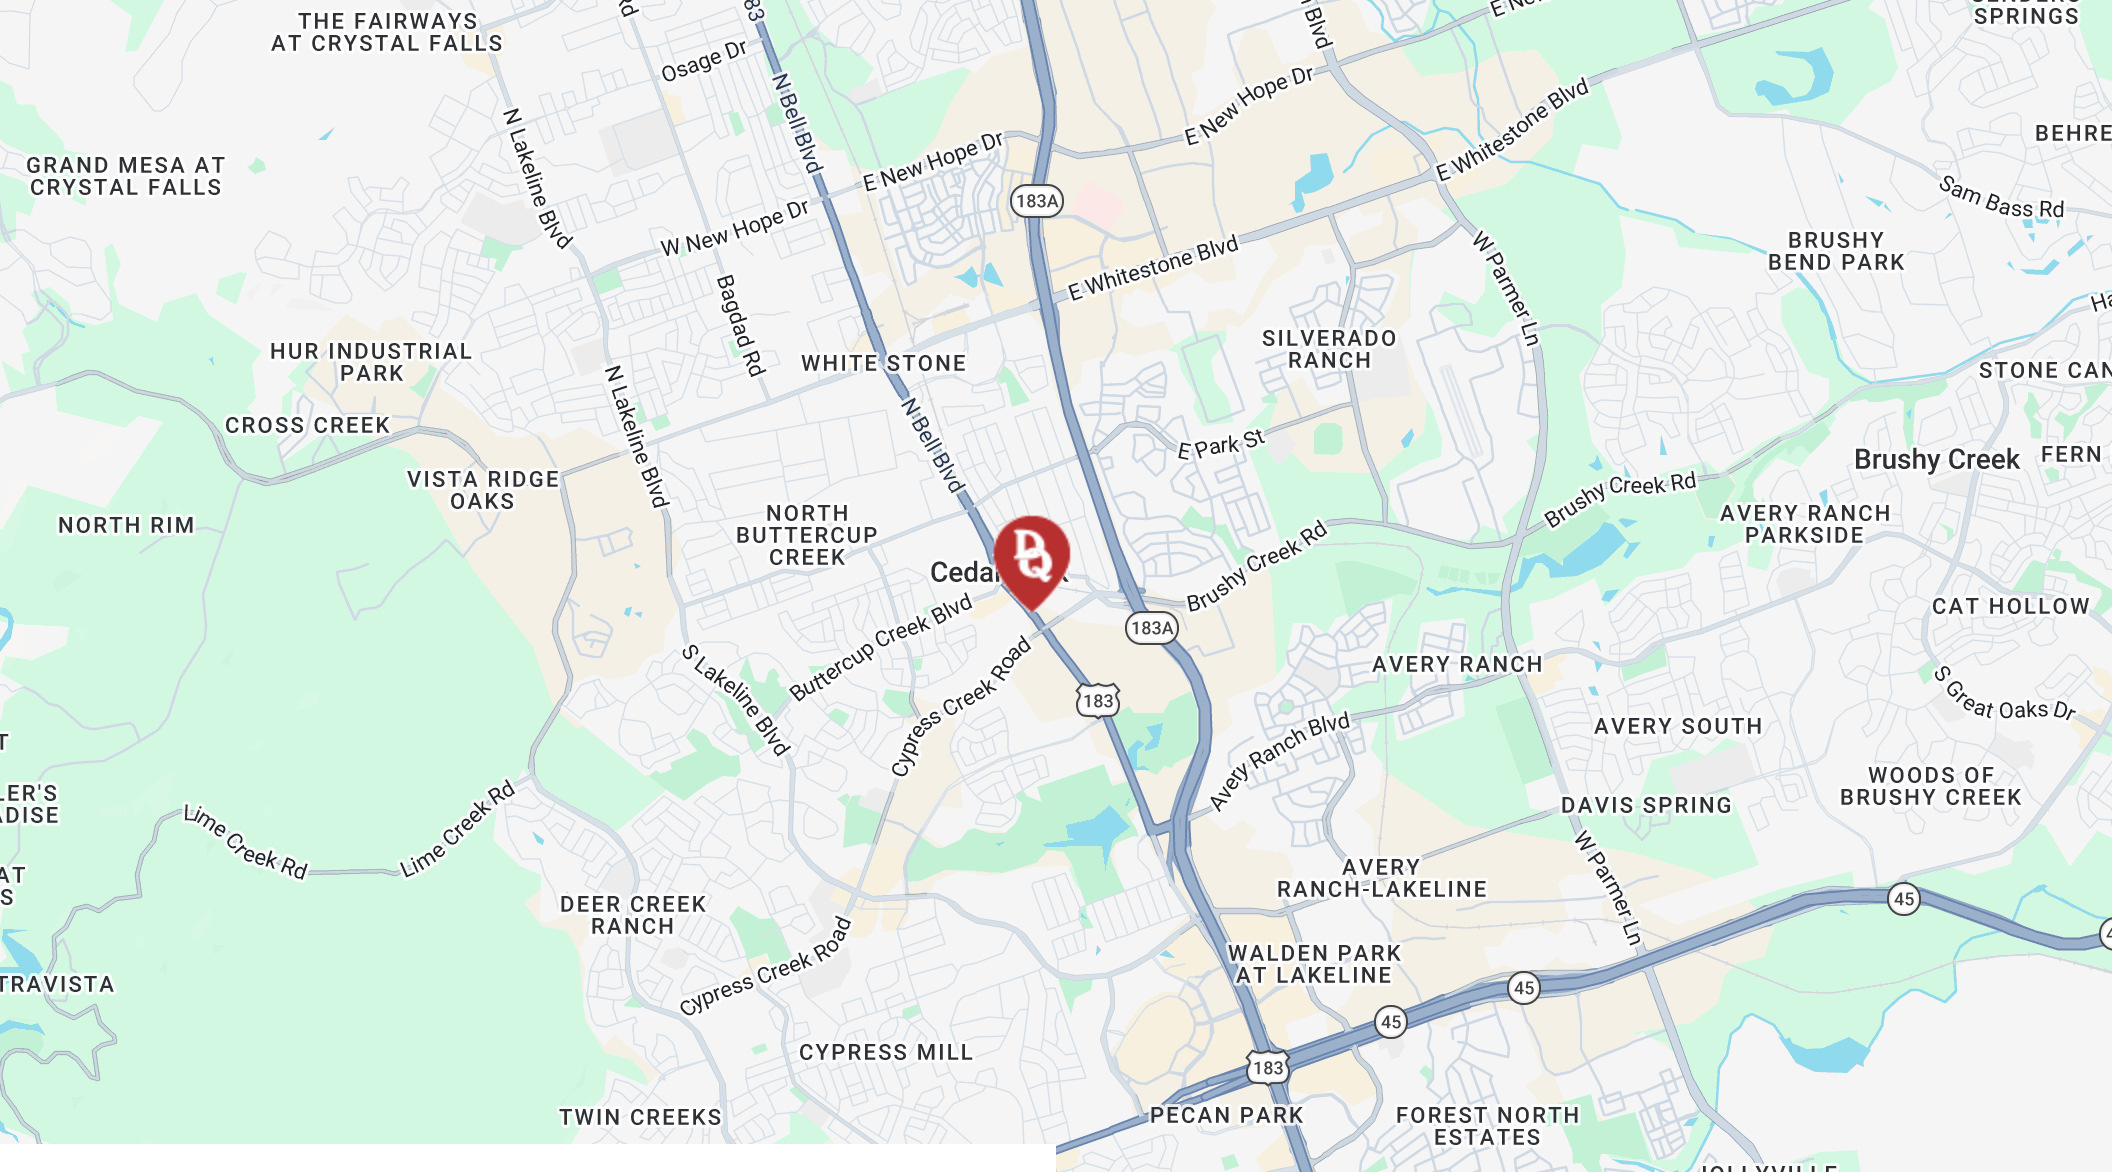 THE FAIRWAYS
AT CRYSTAL FALLS
Osage Dr
N Bell Blvd
E New Hope Dr
SPRINGS
BEHRE
GRAND MESA AT
CRYSTAL FALLS
N Lakeline Blvd
E New Hope Dr
W New Hope Dr
183A
E Whitestone Blvd
E Whitestone Blvd
Sam Bass Rd
BRUSHY
BEND PARK
W Parmer Ln
Bagdad Rd
HUR INDUSTRIAL
PARK
WHITE STONE
SILVERADO
RANCH
STONE CAN
CROSS CREEK
N Lakeline Blvd
N Bell Blvd
E Park St
Brushy Creek
FERN
VISTA RIDGE
OAKS
NORTH RIM
NORTH
BUTTERCUP
CREEK
Brushy Creek Rd
AVERY RANCH
PARKSIDE
DQ
Ceda k
Brushy Creek Rd
Buttercup Creek Blvd
183A
CAT HOLLOW
S Lakeline Blvd
Cypress Creek Road
183
AVERY RANCH
S Great Oaks Dr
Avery Ranch Blvd
AVERY SOUTH
LER'S
ADISE
Lime Creek Rd
Lime Creek Rd
WOODS OF
BRUSHY CREEK
DAVIS SPRING
W Parmer Ln
AVERY
RANCH-LAKELINE
AT
S
DEER CREEK
RANCH
45
Cypress Creek Road
WALDEN PARK
AT LAKELINE
TRAVISTA
45
45
CYPRESS MILL
183
TWIN CREEKS
PECAN PARK
FOREST NORTH
ESTATES